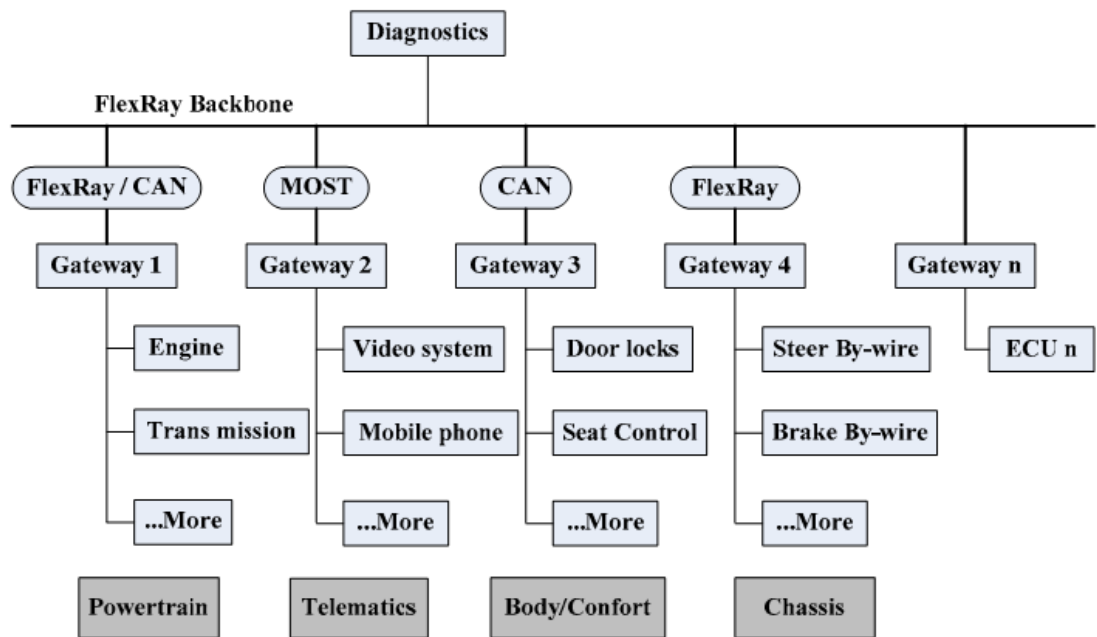 Diagnostics
FlexRay Backbone
FlexRay / CAN
MOST
CAN
FlexRay
Gateway 1
Gateway 2
Gateway 3
Gateway 4
Gateway n
Engine
Video system
Door locks
Steer By-wire
ECU n
Trans mission
Mobile phone
Seat Control
Brake By-wire
...More
...More
...More
...More
Powertrain
Telematics
Body/Confort
Chassis